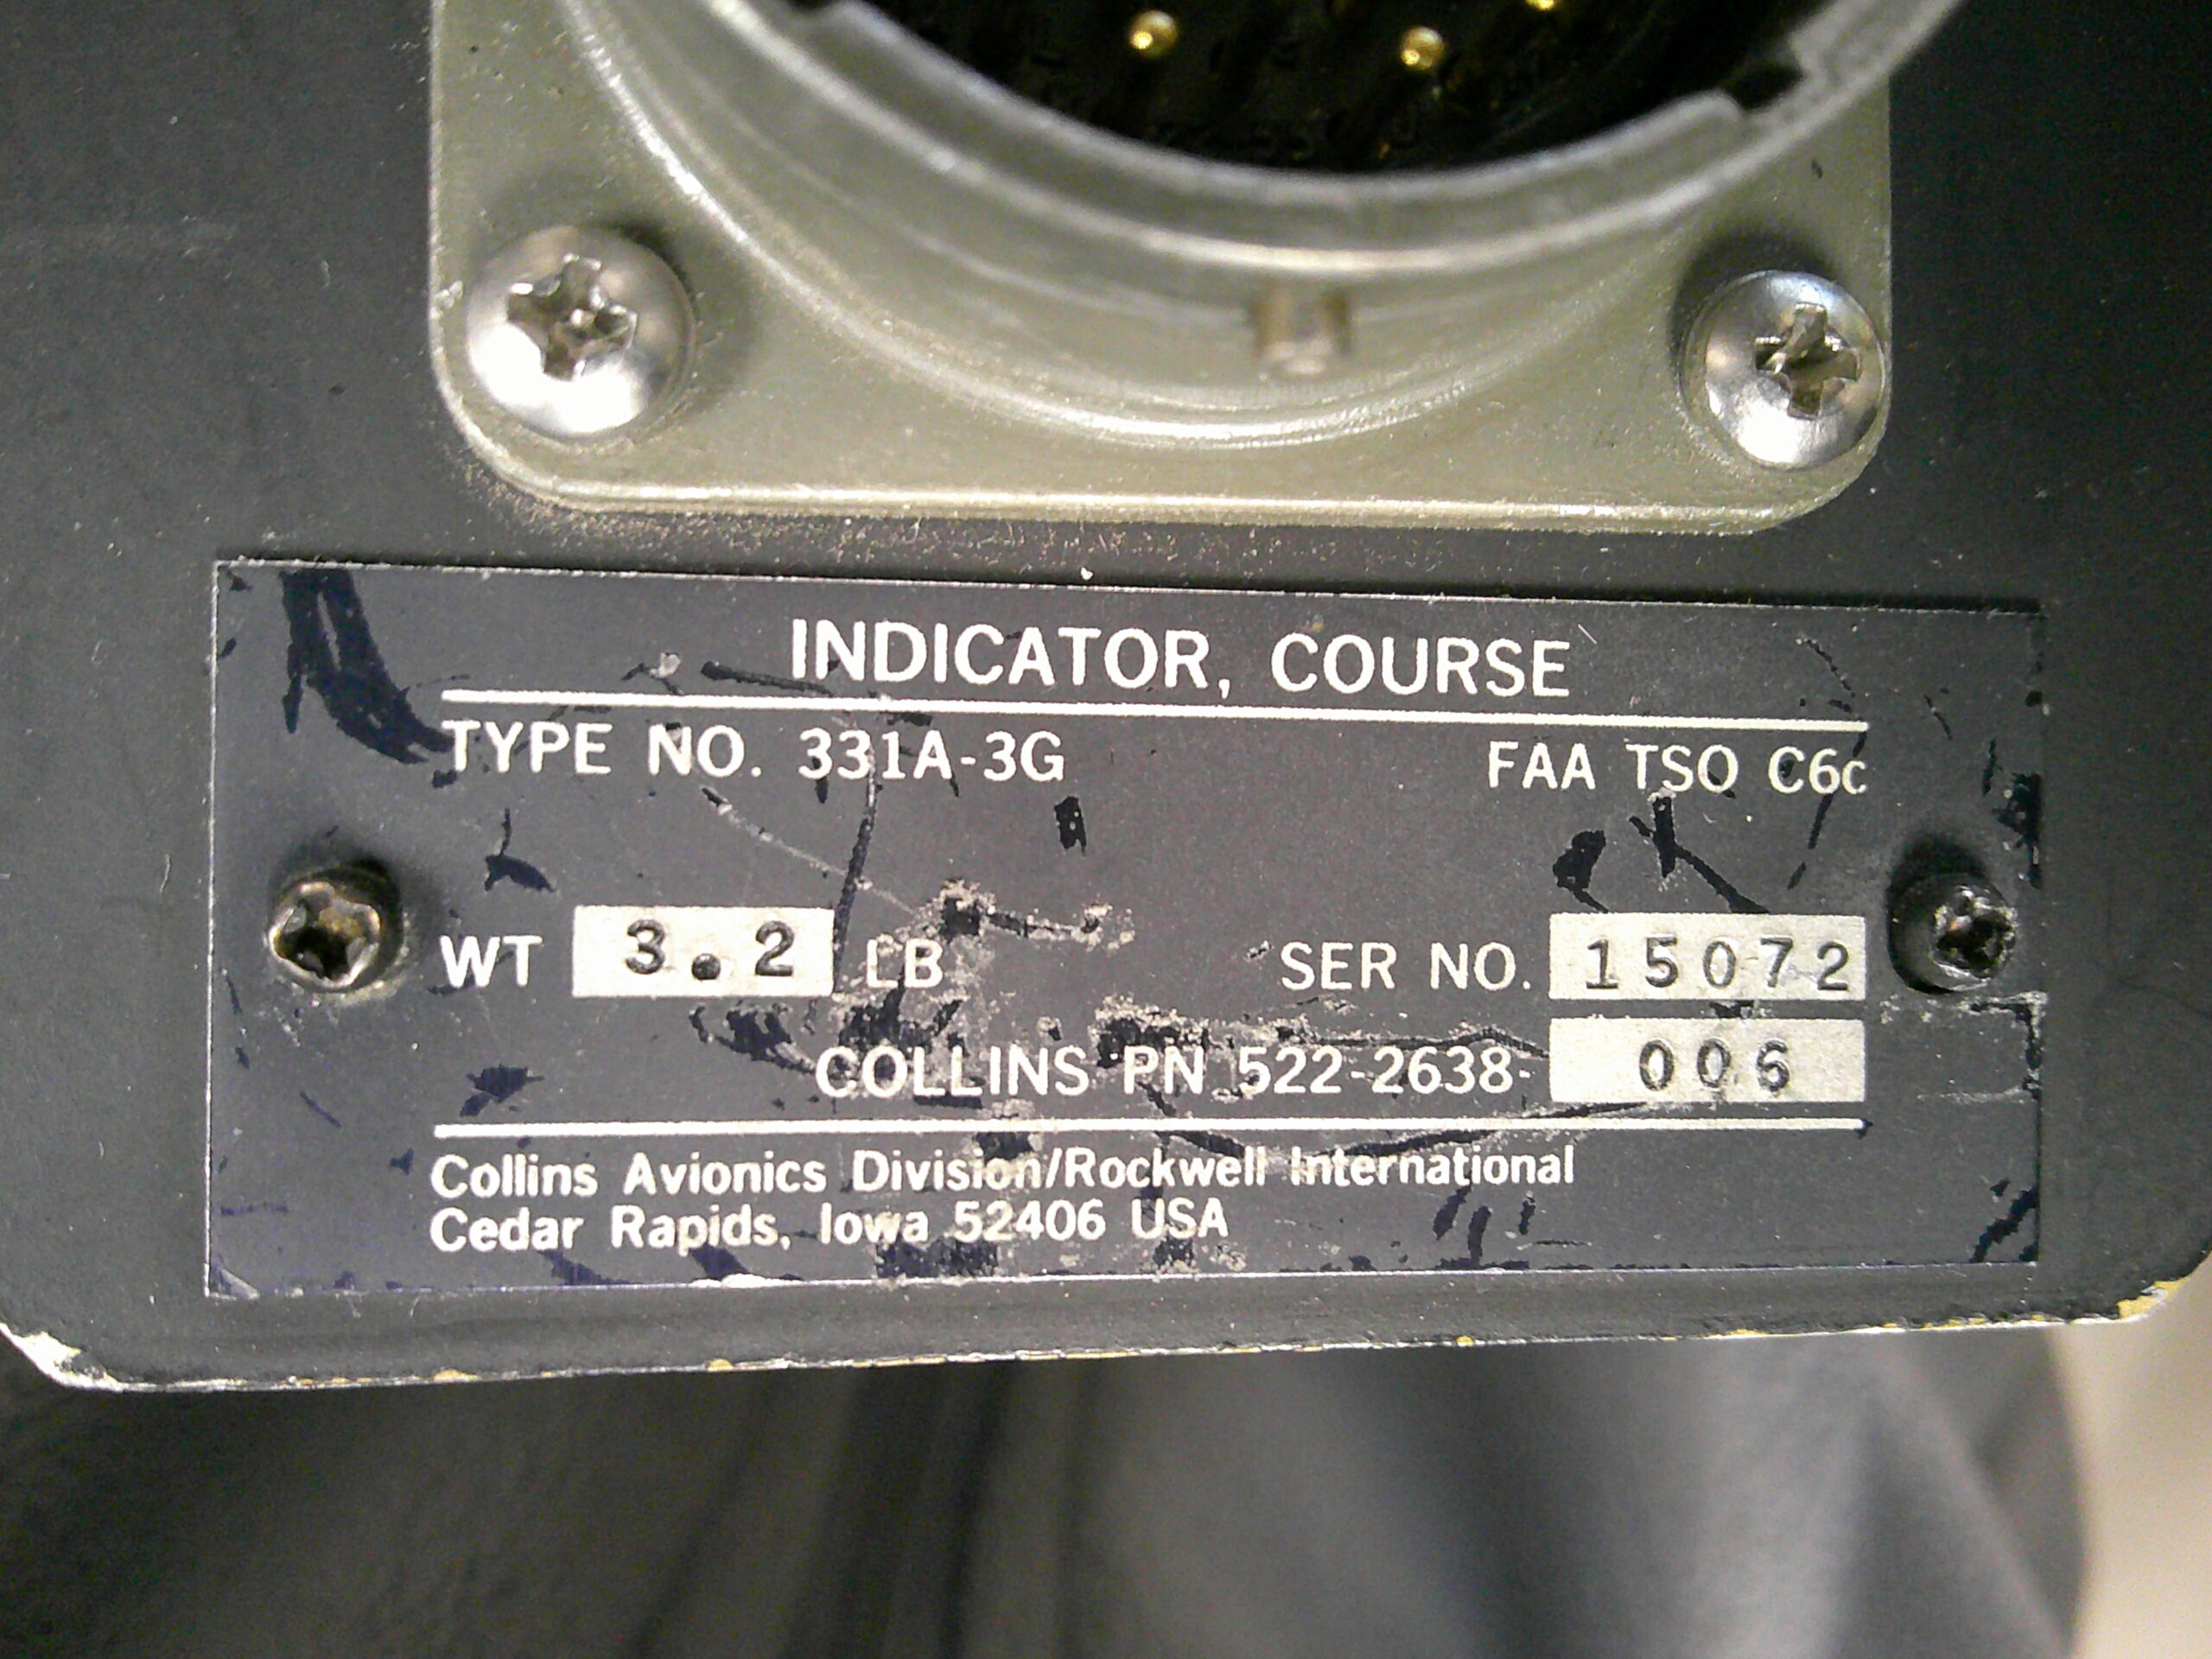 INDICATOR, COURSE
TYPE NO. 331A-3G FAA TSO C6c
WT 3.2 LB SER NO. 15072
COLLINS PN 522-2638- 006
Collins Avionics Division/Rockwell International
Cedar Rapids, Iowa 52406 USA